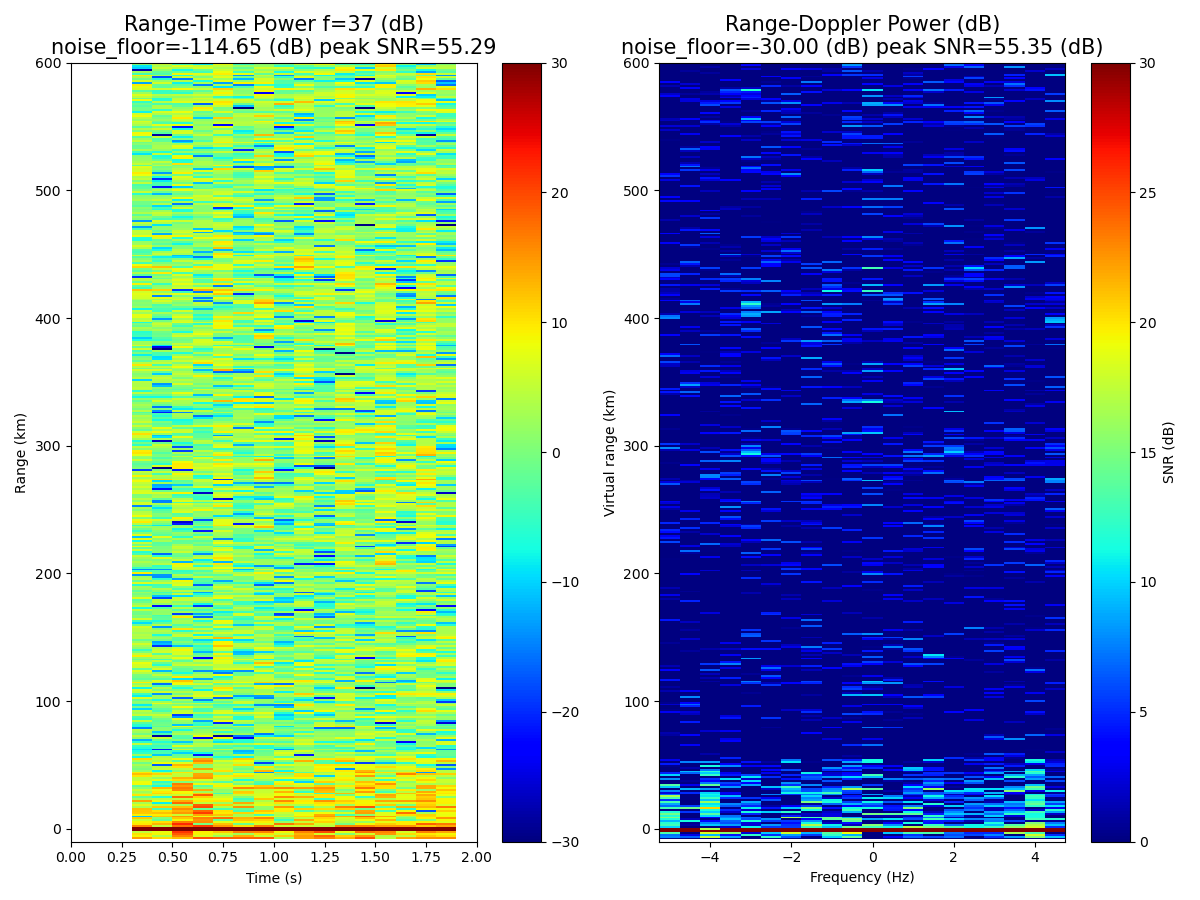 Range-Time Power f=37 (dB)
noise_floor=-114.65 (dB) peak SNR=55.29
Range-Doppler Power (dB)
noise_floor=-30.00 (dB) peak SNR=55.35 (dB)
Range (km)
600
500
400
300
200
100
0
0.00 0.25 0.50 0.75 1.00 1.25 1.50 1.75 2.00
Time (s)
30
20
10
0
−10
−20
−30
Virtual range (km)
600
500
400
300
200
100
0
−4 −2 0 2 4
Frequency (Hz)
30
25
20
15
10
5
0
SNR (dB)